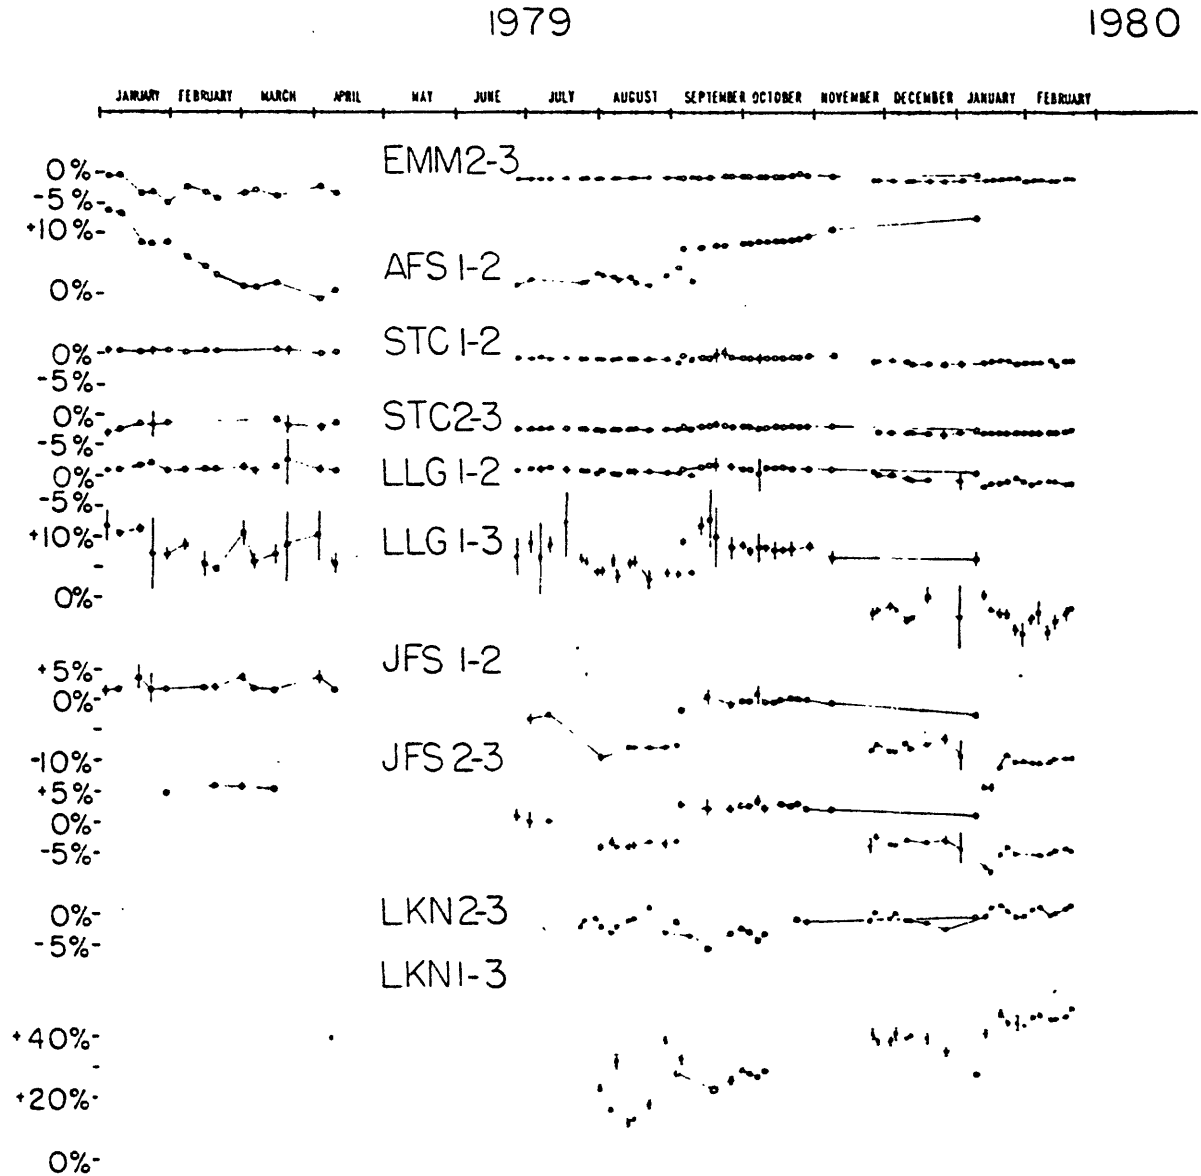 1979 1980
JANUARY FEBRUARY MARCH APRIL MAY JUNE JULY AUGUST SEPTEMBER OCTOBER NOVEMBER DECEMBER JANUARY FEBRUARY
EMM2-3
0%-
-5%-
+10%-
AFS 1-2
0%-
STC 1-2
0%-
-5%-
STC2-3
0%-
-5%-
LLG 1-2
0%-
-5%-
+10%-
LLG 1-3
0%-
JFS 1-2
+5%-
0%-
-10%-
JFS 2-3
+5%-
0%-
-5%-
LKN2-3
0%-
-5%-
LKN1-3
+40%-
+20%-
0%-